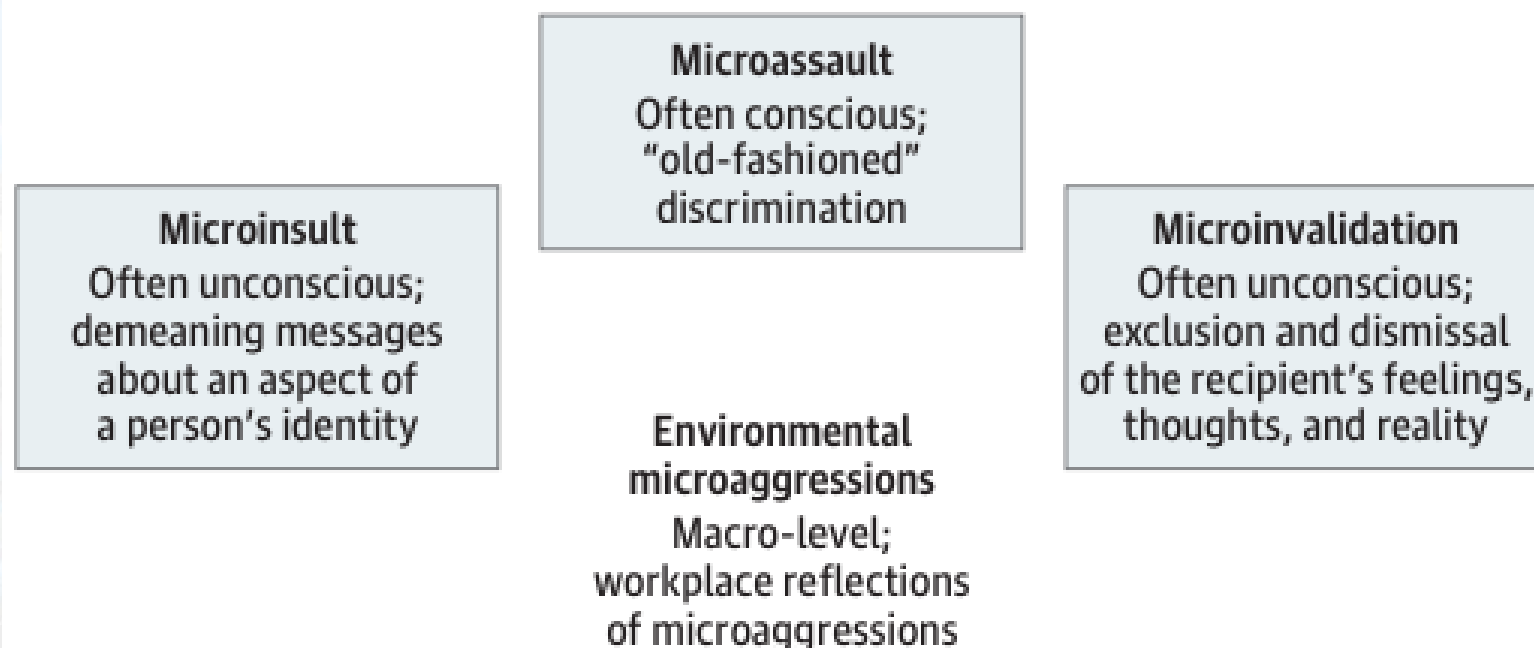 Microassault
Often conscious;
“old-fashioned”
discrimination
Microinsult
Often unconscious;
demeaning messages
about an aspect of
a person’s identity
Microinvalidation
Often unconscious;
exclusion and dismissal
of the recipient’s feelings,
thoughts, and reality
Environmental
microaggressions
Macro-level;
workplace reflections
of microaggressions